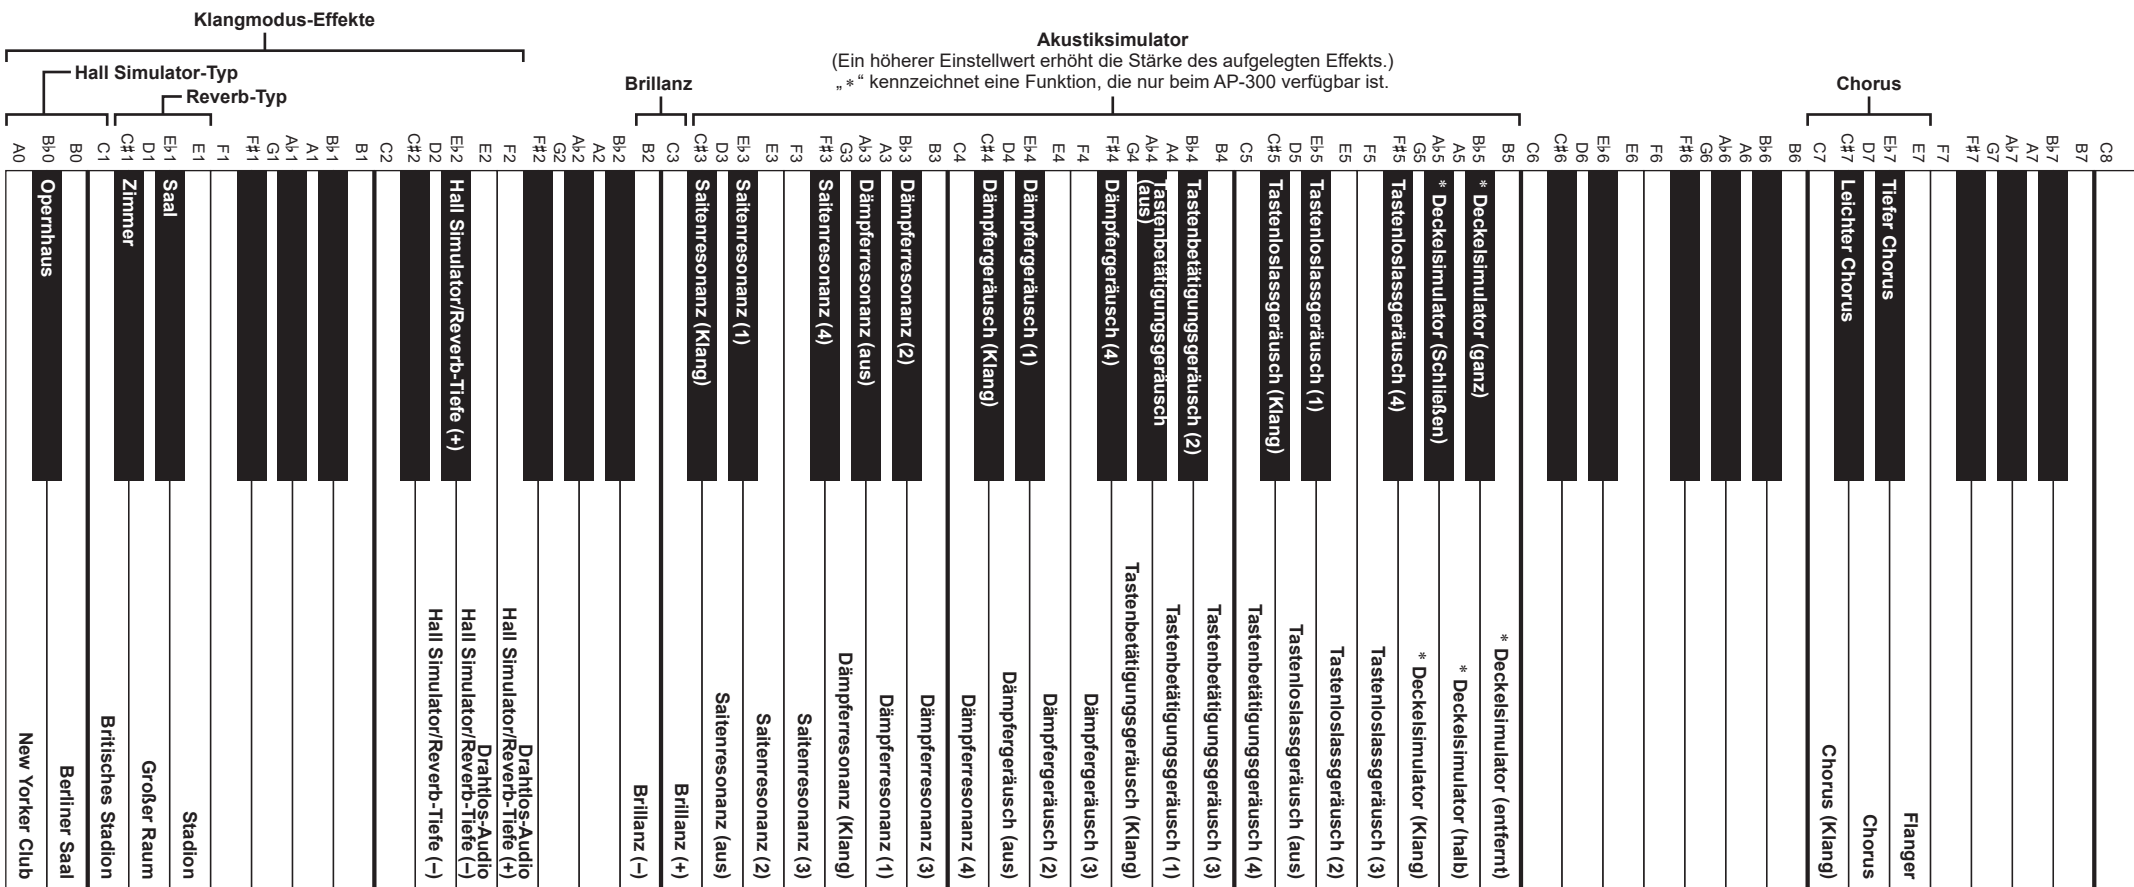 Klangmodus-Effekte
Hall Simulator-Typ
Reverb-Typ
Brillanz
Akustiksimulator
(Ein höherer Einstellwert erhöht die Stärke des aufgelegten Effekts.)
„*“ kennzeichnet eine Funktion, die nur beim AP-300 verfügbar ist.
Chorus
A0
B♭0
B0
C1
C#1
D1
E♭1
E1
F1
F#1
G1
A♭1
A1
B♭1
B1
C2
C#2
D2
E♭2
E2
F2
F#2
G2
A♭2
A2
B♭2
B2
C3
C#3
D3
E♭3
E3
F3
F#3
G3
A♭3
A3
B♭3
B3
C4
C#4
D4
E♭4
E4
F4
F#4
G4
A♭4
A4
B♭4
B4
C5
C#5
D5
E♭5
E5
F5
F#5
G5
A♭5
A5
B♭5
B5
C6
C#6
D6
E♭6
E6
F6
F#6
G6
A♭6
A6
B♭6
B6
C7
C#7
D7
E♭7
E7
F7
F#7
G7
A♭7
A7
B♭7
B7
C8
Opernhaus
Zimmer
Saal
Hall Simulator/Reverb-Tiefe (+)
Saitenresonanz (Klang)
Saitenresonanz (1)
Saitenresonanz (4)
Dämpferresonanz (aus)
Dämpferresonanz (2)
Dämpfergeräusch (Klang)
Dämpfergeräusch (1)
Dämpfergeräusch (4)
Tastenbetätigungsgeräusch
(aus)
Tastenbetätigungsgeräusch (2)
Tastenloslassgeräusch (Klang)
Tastenloslassgeräusch (1)
Tastenloslassgeräusch (4)
* Deckelsimulator (Schließen)
* Deckelsimulator (ganz)
Leichter Chorus
Tiefer Chorus
New Yorker Club
Berliner Saal
Britisches Stadion
Großer Raum
Stadion
Hall Simulator/Reverb-Tiefe (–)
Drahtlos-Audio
Hall Simulator/Reverb-Tiefe (–)
Drahtlos-Audio
Hall Simulator/Reverb-Tiefe (+)
Brillanz (–)
Brillanz (+)
Saitenresonanz (aus)
Saitenresonanz (2)
Saitenresonanz (3)
Dämpferresonanz (Klang)
Dämpferresonanz (1)
Dämpferresonanz (3)
Dämpferresonanz (4)
Dämpfergeräusch (aus)
Dämpfergeräusch (2)
Dämpfergeräusch (3)
Tastenbetätigungsgeräusch (Klang)
Tastenbetätigungsgeräusch (1)
Tastenbetätigungsgeräusch (3)
Tastenbetätigungsgeräusch (4)
Tastenloslassgeräusch (aus)
Tastenloslassgeräusch (2)
Tastenloslassgeräusch (3)
* Deckelsimulator (Klang)
* Deckelsimulator (halb)
* Deckelsimulator (entfernt)
Chorus (Klang)
Chorus
Flanger